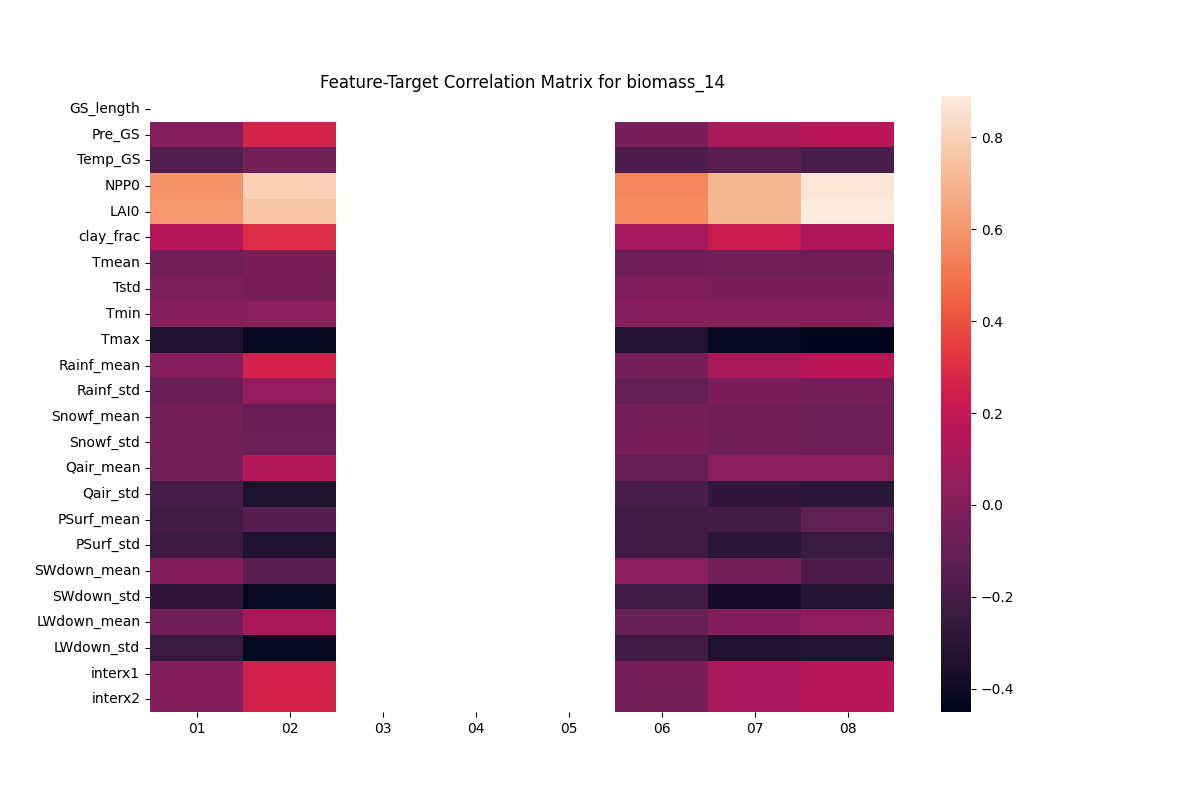 Feature-Target Correlation Matrix for biomass_14
GS_length
Pre_GS
Temp_GS
NPP0
LAI0
clay_frac
Tmean
Tstd
Tmin
Tmax
Rainf_mean
Rainf_std
Snowf_mean
Snowf_std
Qair_mean
Qair_std
PSurf_mean
PSurf_std
SWdown_mean
SWdown_std
LWdown_mean
LWdown_std
interx1
interx2
01 02 03 04 05 06 07 08
0.8
0.6
0.4
0.2
0.0
−0.2
−0.4